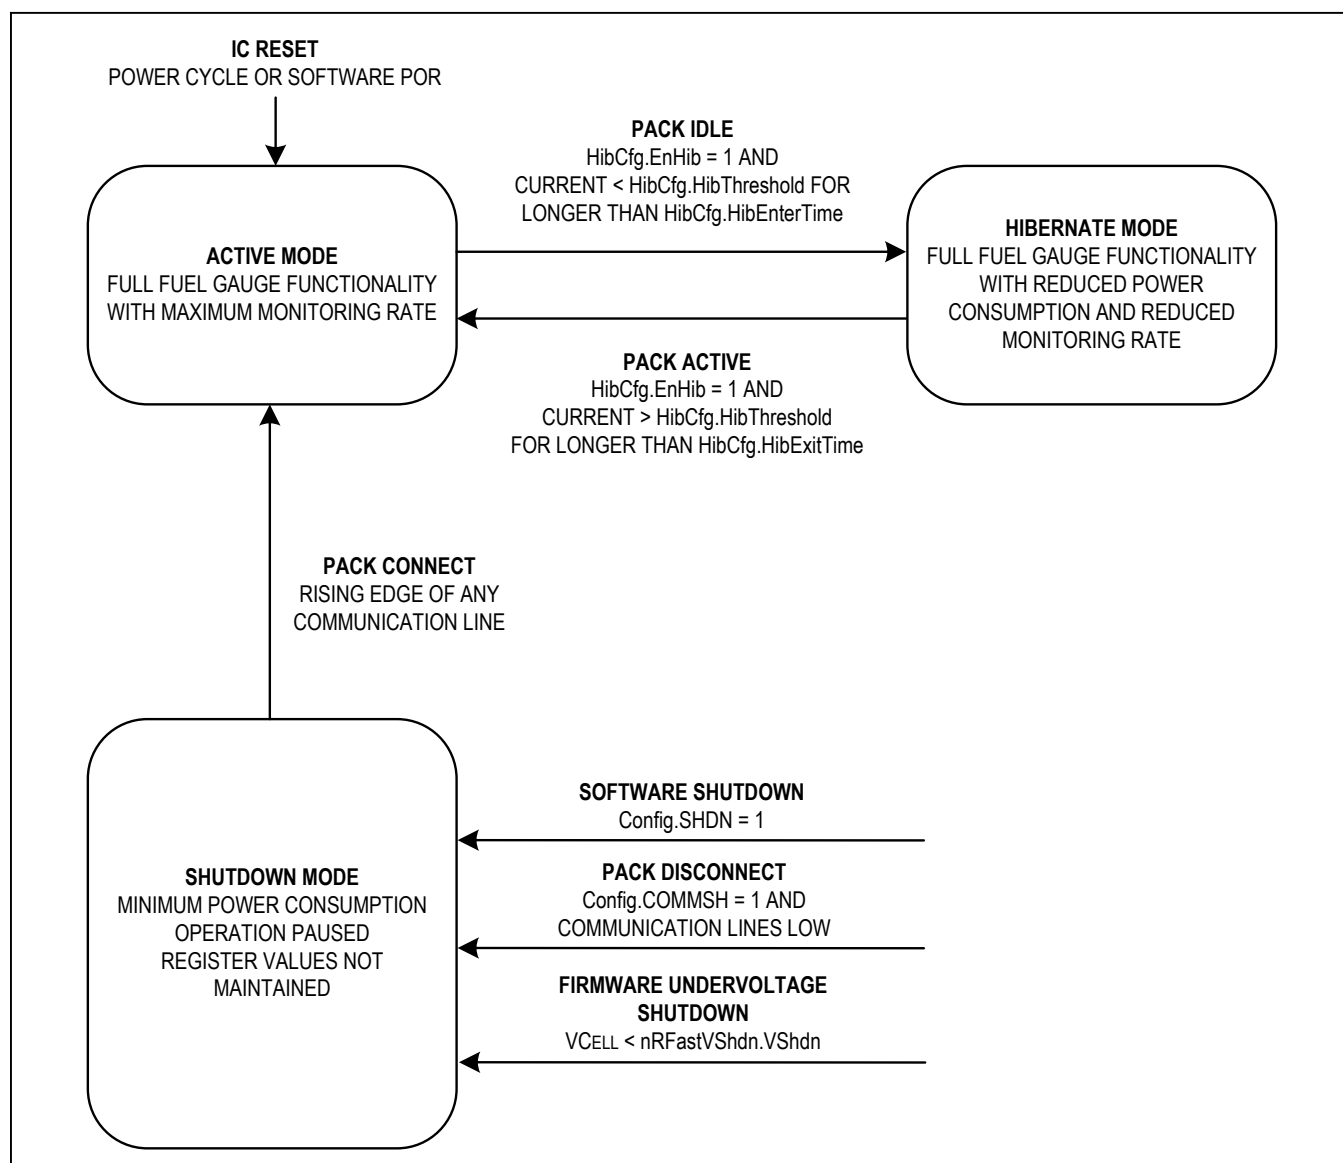 IC RESET
POWER CYCLE OR SOFTWARE POR
PACK IDLE
HibCfg.EnHib = 1 AND
CURRENT < HibCfg.HibThreshold FOR
LONGER THAN HibCfg.HibEnterTime
ACTIVE MODE
FULL FUEL GAUGE FUNCTIONALITY
WITH MAXIMUM MONITORING RATE
HIBERNATE MODE
FULL FUEL GAUGE FUNCTIONALITY
WITH REDUCED POWER
CONSUMPTION AND REDUCED
MONITORING RATE
PACK ACTIVE
HibCfg.EnHib = 1 AND
CURRENT > HibCfg.HibThreshold
FOR LONGER THAN HibCfg.HibExitTime
PACK CONNECT
RISING EDGE OF ANY
COMMUNICATION LINE
SHUTDOWN MODE
MINIMUM POWER CONSUMPTION
OPERATION PAUSED
REGISTER VALUES NOT
MAINTAINED
SOFTWARE SHUTDOWN
Config.SHDN = 1
PACK DISCONNECT
Config.COMMSH = 1 AND
COMMUNICATION LINES LOW
FIRMWARE UNDERVOLTAGE
SHUTDOWN
VCELL < nRFastVShdn.VShdn